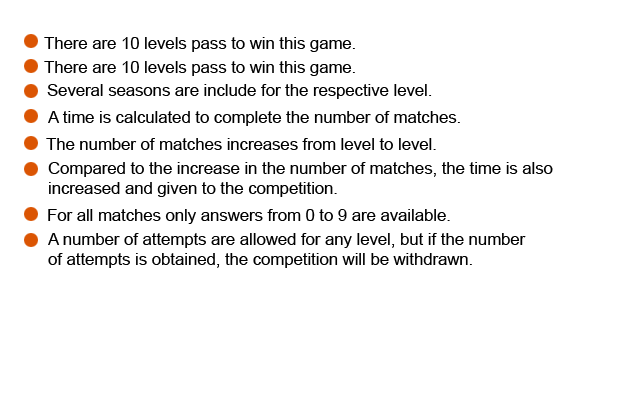 There are 10 levels pass to win this game.
There are 10 levels pass to win this game.
Several seasons are include for the respective level.
A time is calculated to complete the number of matches.
The number of matches increases from level to level.
Compared to the increase in the number of matches, the time is also
increased and given to the competition.
For all matches only answers from 0 to 9 are available.
A number of attempts are allowed for any level, but if the number
of attempts is obtained, the competition will be withdrawn.